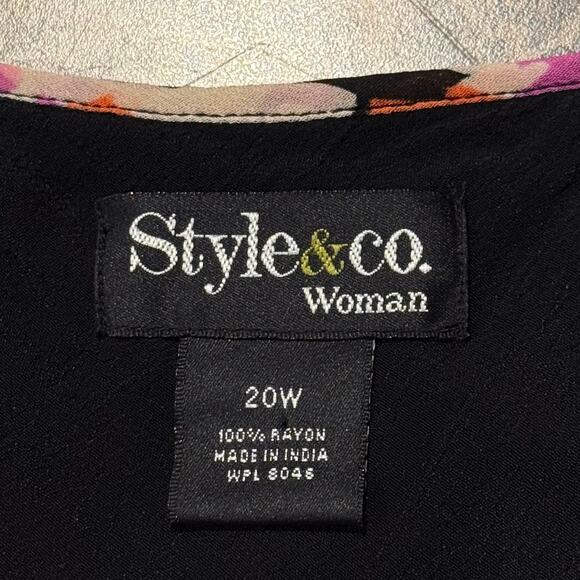 Style&co.
Woman
20W
100% RAYON
MADE IN INDIA
WPL 8046